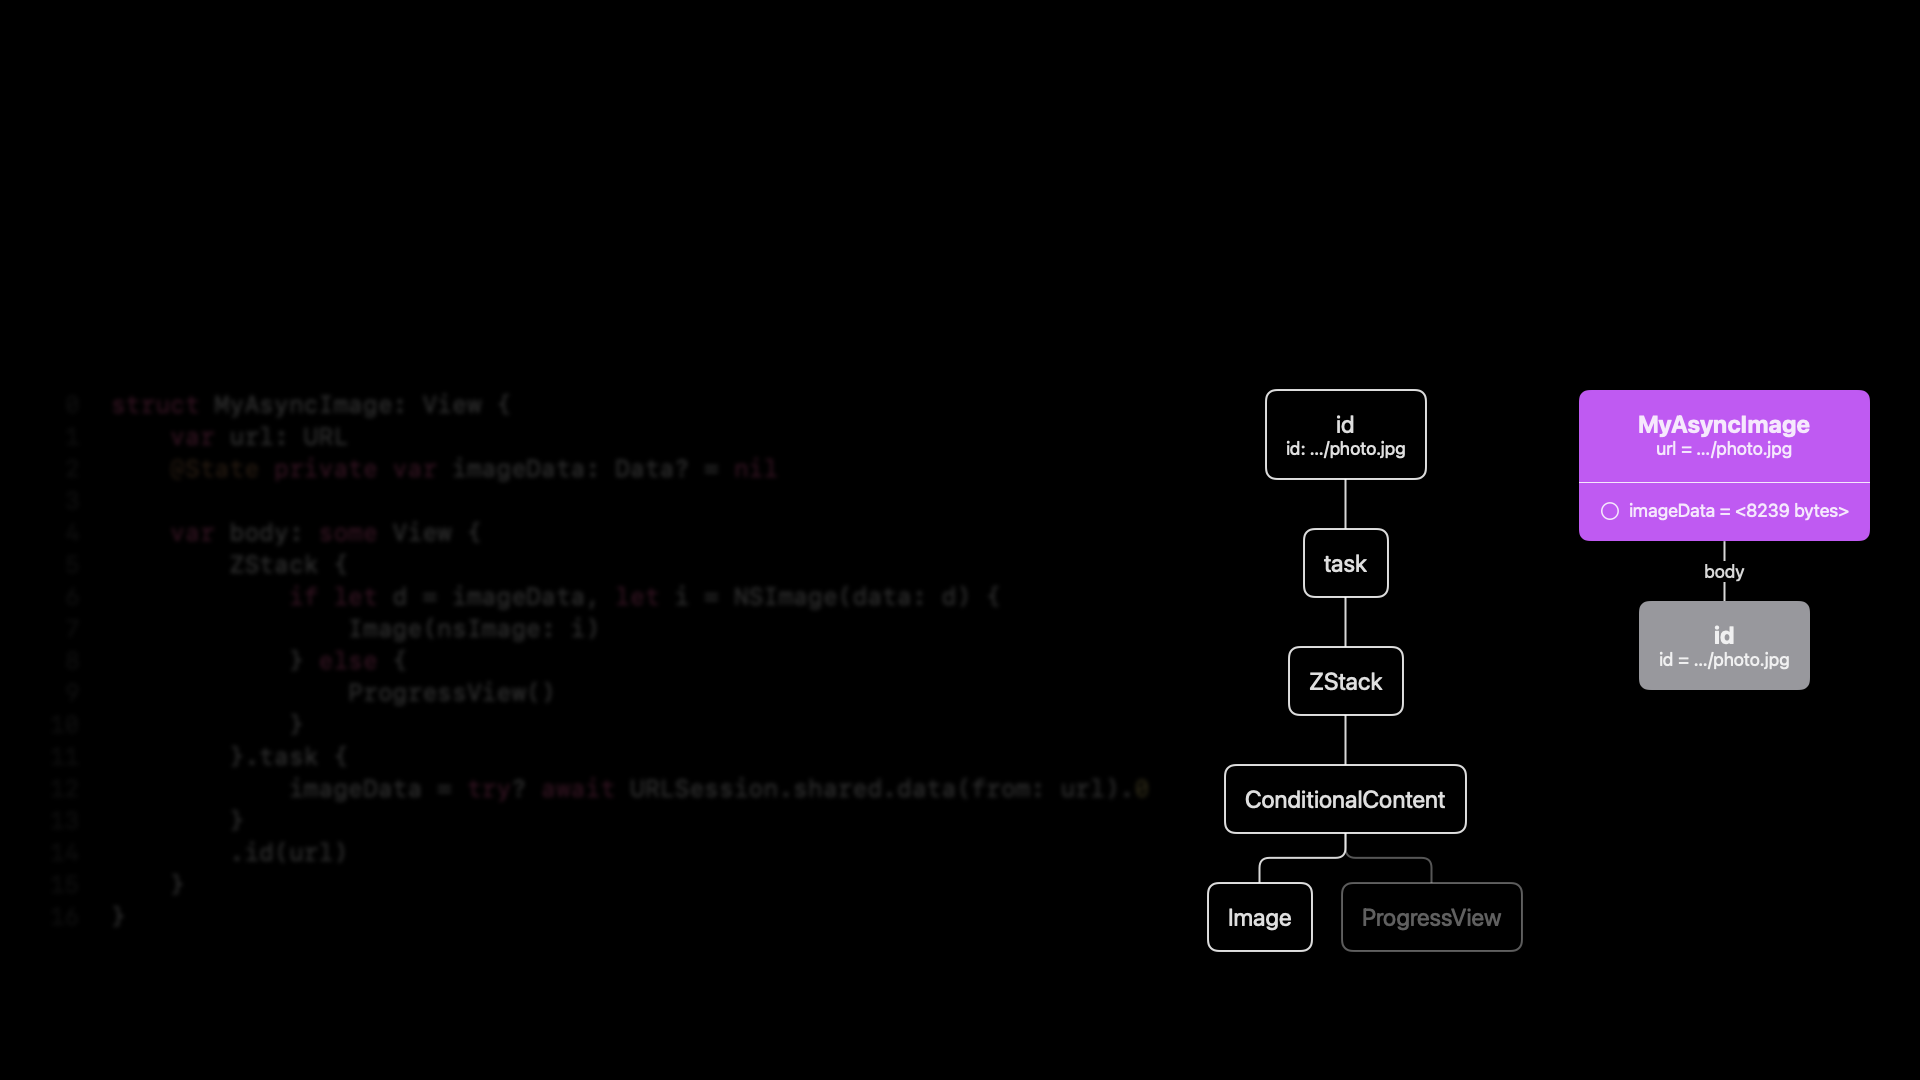 0 struct MyAsyncImage: View {
1     var url: URL
2     @State private var imageData: Data? = nil
3
4     var body: some View {
5         ZStack {
6             if let d = imageData, let i = NSImage(data: d) {
7                 Image(nsImage: i)
8             } else {
9                 ProgressView()
10             }
11         }.task {
12             imageData = try? await URLSession.shared.data(from: url).0
13         }
14         .id(url)
15     }
16 }
id
id: .../photo.jpg
task
ZStack
ConditionalContent
Image
ProgressView
MyAsyncImage
url = .../photo.jpg
imageData = <8239 bytes>
body
id
id = .../photo.jpg